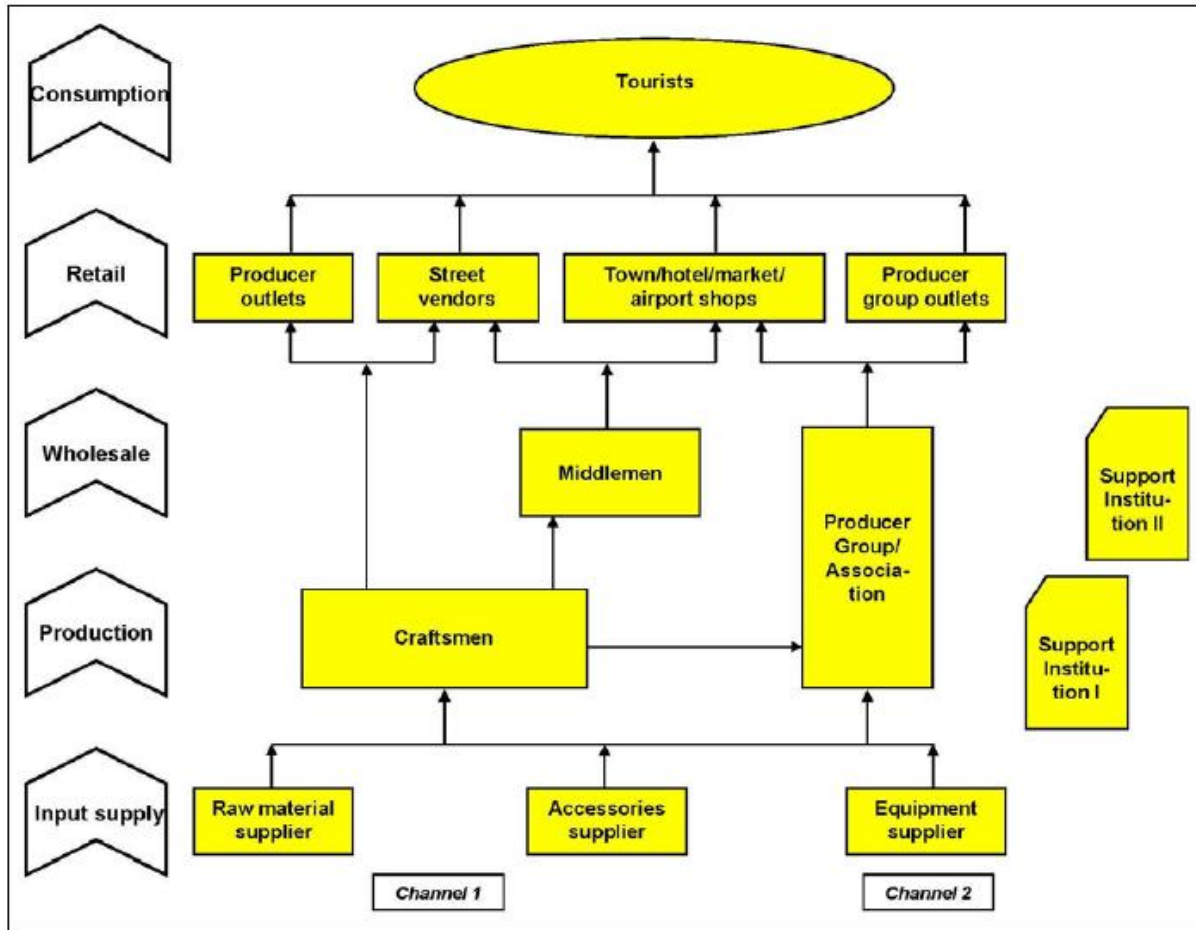 Consumption
Tourists
Retail
Producer
outlets
Street
vendors
Town/hotel/market/
airport shops
Producer
group outlets
Wholesale
Middlemen
Producer
Group/
Associa-
tion
Support
Institu-
tion II
Production
Craftsmen
Support
Institu-
tion I
Input supply
Raw material
supplier
Accessories
supplier
Equipment
supplier
Channel 1
Channel 2